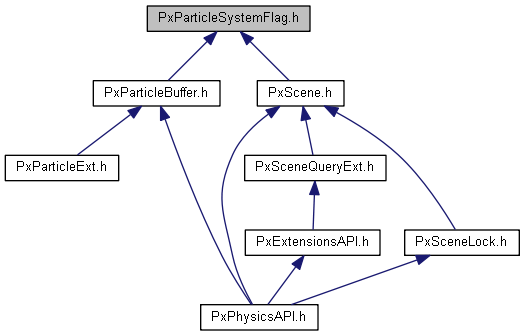 PxParticleSystemFlag.h
PxParticleBuffer.h
PxScene.h
PxParticleExt.h
PxSceneQueryExt.h
PxExtensionsAPI.h
PxSceneLock.h
PxPhysicsAPI.h